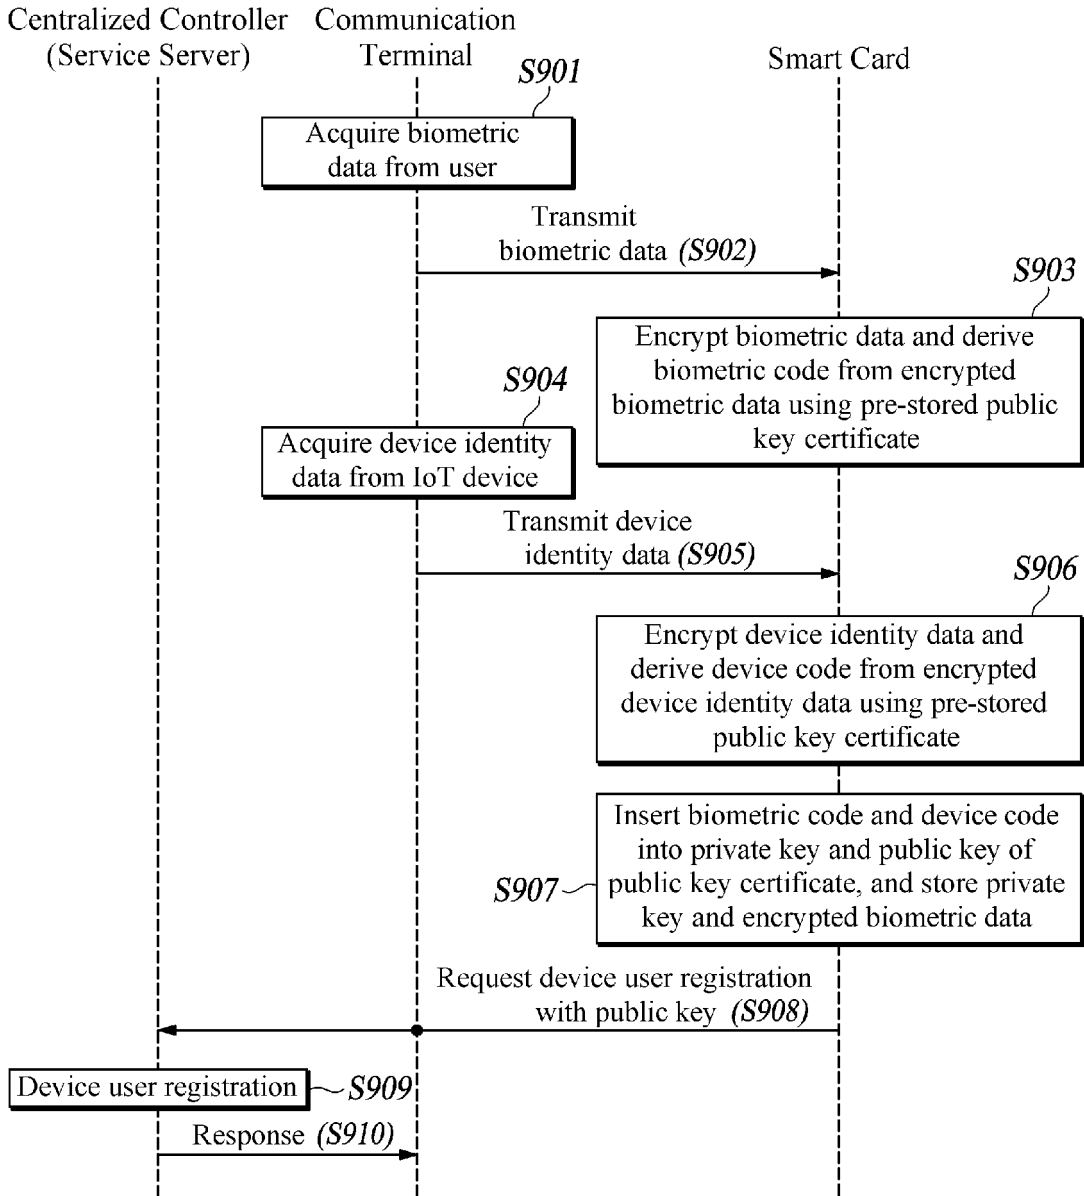 Centralized Controller
(Service Server)
Communication
Terminal
Smart Card
S901
Acquire biometric
data from user
Transmit
biometric data (S902)
S903
Encrypt biometric data and derive
biometric code from encrypted
biometric data using pre-stored public
key certificate
S904
Acquire device identity
data from IoT device
Transmit device
identity data (S905)
S906
Encrypt device identity data and
derive device code from encrypted
device identity data using pre-stored
public key certificate
Insert biometric code and device code
into private key and public key of
public key certificate, and store private
key and encrypted biometric data
S907
Request device user registration
with public key (S908)
Device user registration
S909
Response (S910)